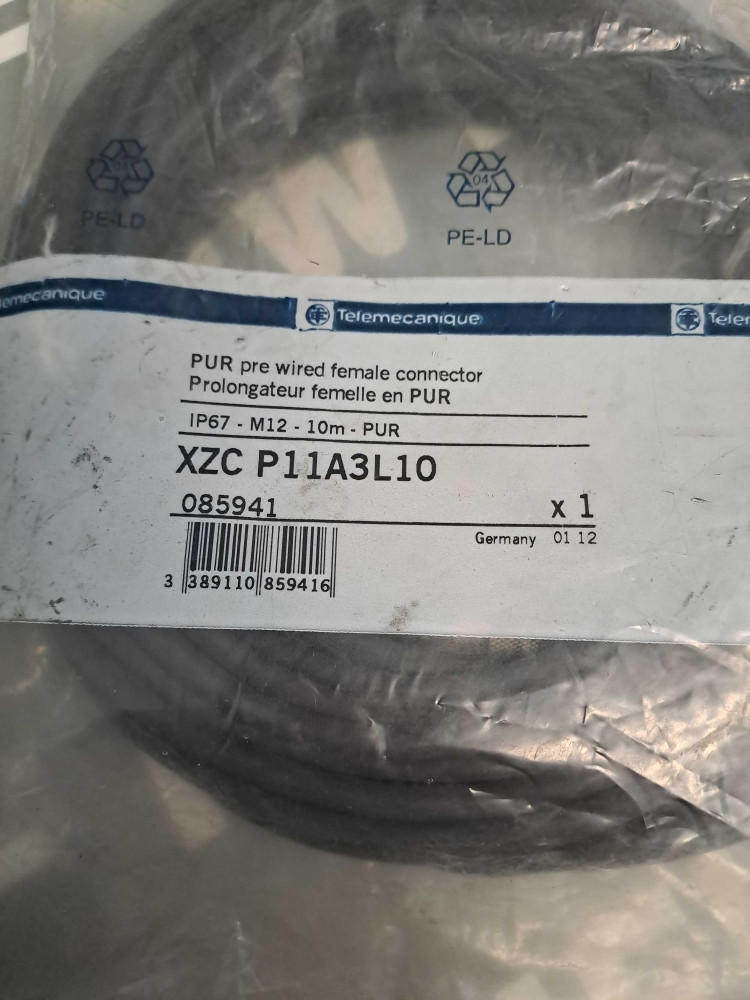 04
PE-LD
04
PE-LD
Telemecanique
PUR pre wired female connector
Prolongateur femelle en PUR
IP67 - M12 - 10m - PUR
XZC P11A3L10
085941
x 1
Germany 01 12
3 389110 859416